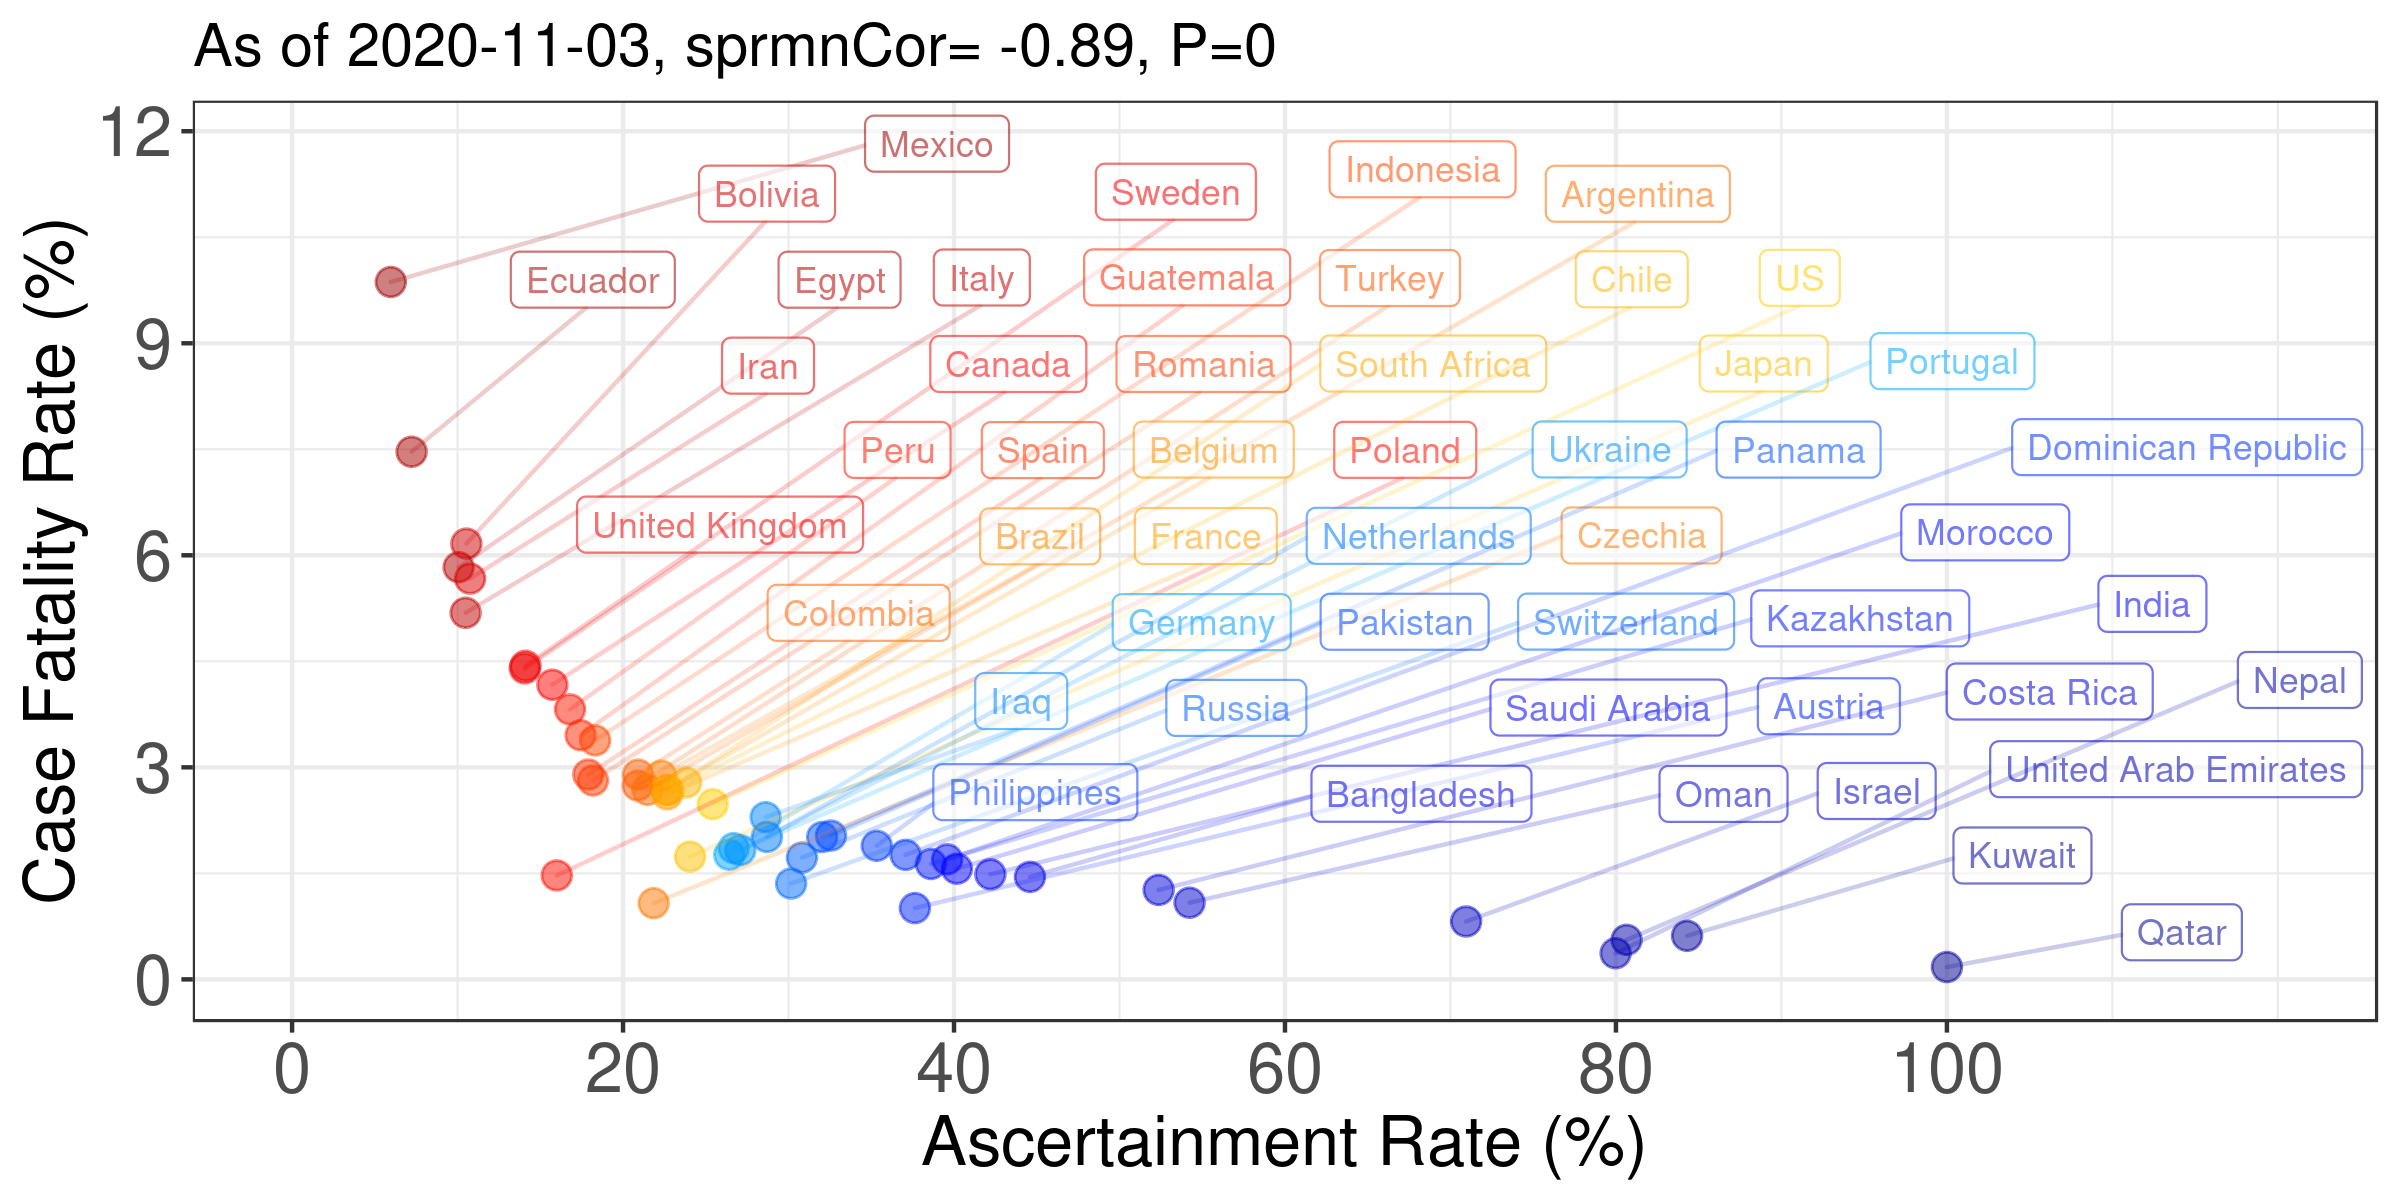 As of 2020-11-03, sprmnCor= -0.89, P=0
Case Fatality Rate (%)
12
9
6
3
0
Mexico
Indonesia
Bolivia
Sweden
Argentina
Ecuador
Egypt
Italy
Guatemala
Turkey
Chile
US
Iran
Canada
Romania
South Africa
Japan
Portugal
Peru
Spain
Belgium
Poland
Ukraine
Panama
Dominican Republic
United Kingdom
Brazil
France
Netherlands
Czechia
Morocco
Colombia
Germany
Pakistan
Switzerland
Kazakhstan
India
Iraq
Russia
Saudi Arabia
Austria
Costa Rica
Nepal
Philippines
Bangladesh
Oman
Israel
United Arab Emirates
Kuwait
Qatar
0
20
40
60
80
100
Ascertainment Rate (%)